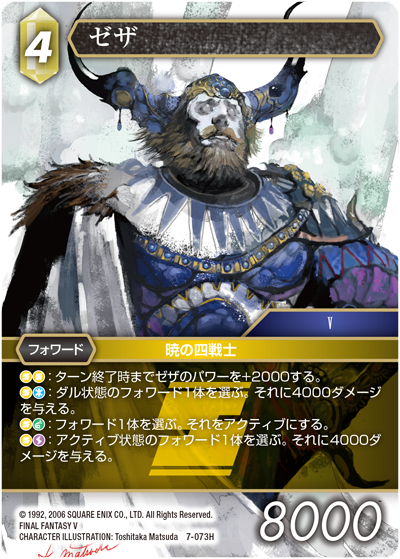 4
ゼザ
V
フォワード
暁の四戦士
:ターン終了時までゼザのパワーを+2000する。
:ダル状態のフォワード1体を選ぶ。それに4000ダメージ
を与える。
:フォワード1体を選ぶ。それをアクティブにする。
:アクティブ状態のフォワード1体を選ぶ。それに4000ダ
メージを与える。
© 1992, 2006 SQUARE ENIX CO., LTD. All Rights Reserved.
FINAL FANTASY V
CHARACTER ILLUSTRATION: Toshitaka Matsuda 7-073H
8000
t. matsuda